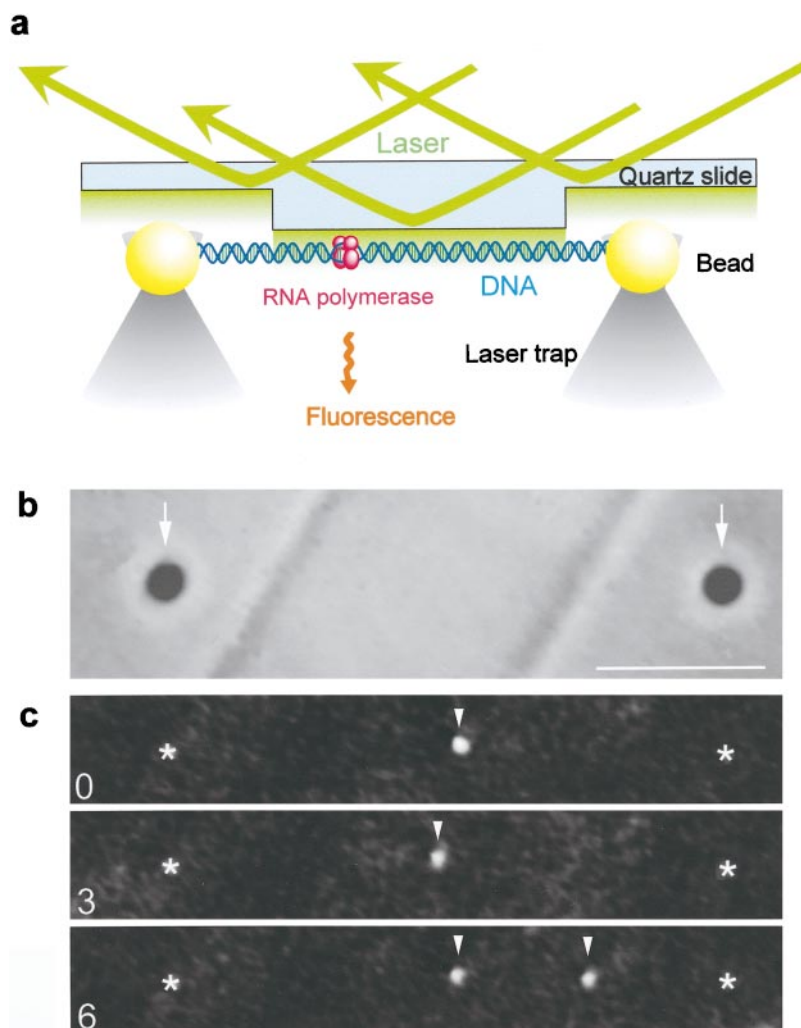 a
Laser
Quartz slide
Bead
RNA polymerase
DNA
Laser trap
Fluorescence
b
c
*
*
0
*
*
3
*
*
6